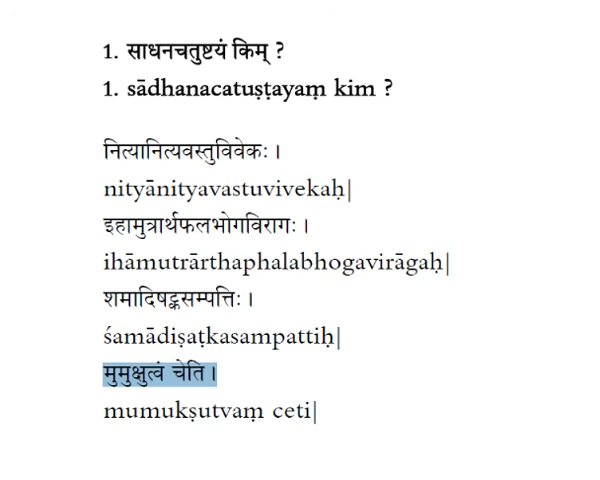 1. साधनचतुष्टयं किम् ?
1. sādhanacatuṣṭayaṃ kim ?
नित्यानित्यवस्तुविवेकः ।
nityānityavastuvivekaḥ|
इहामुत्रार्थफलभोगविरागः ।
ihāmutrārthaphalabhogavirāgaḥ|
शमादिषट्कसम्पत्तिः ।
śamādiṣaṭkasampattiḥ|
मुमुक्षुत्वं चेति ।
mumukṣutvaṃ ceti|